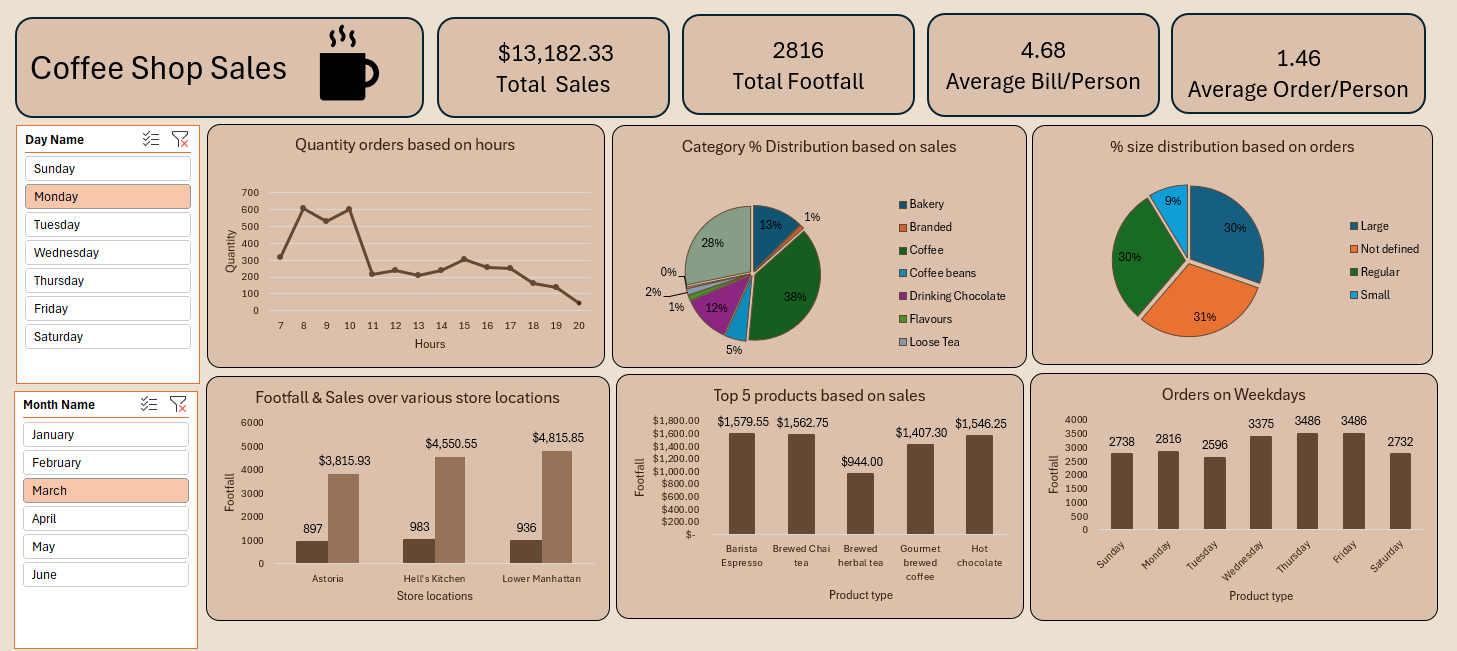 Coffee Shop Sales
$13,182.33
Total Sales
2816
Total Footfall
4.68
Average Bill/Person
1.46
Average Order/Person
Day Name
Sunday
Monday
Tuesday
Wednesday
Thursday
Friday
Saturday
Month Name
January
February
March
April
May
June
Quantity orders based on hours
Quantity
700
600
500
400
300
200
100
0
7 8 9 10 11 12 13 14 15 16 17 18 19 20
Hours
Category % Distribution based on sales
13%
1%
38%
5%
12%
1%
2%
0%
28%
Bakery
Branded
Coffee
Coffee beans
Drinking Chocolate
Flavours
Loose Tea
% size distribution based on orders
30%
31%
30%
9%
Large
Not defined
Regular
Small
Footfall & Sales over various store locations
Footfall
6000
5000
4000
3000
2000
1000
0
897
$3,815.93
983
$4,550.55
936
$4,815.85
Astoria
Hell's Kitchen
Lower Manhattan
Store locations
Top 5 products based on sales
Footfall
$1,800.00
$1,600.00
$1,400.00
$1,200.00
$1,000.00
$800.00
$600.00
$400.00
$200.00
$-
$1,579.55
$1,562.75
$944.00
$1,407.30
$1,546.25
Barista
Espresso
Brewed Chai
tea
Brewed
herbal tea
Gourmet
brewed
coffee
Hot
chocolate
Product type
Orders on Weekdays
Footfall
4000
3500
3000
2500
2000
1500
1000
500
0
2738
2816
2596
3375
3486
3486
2732
Sunday
Monday
Tuesday
Wednesday
Thursday
Friday
Saturday
Product type